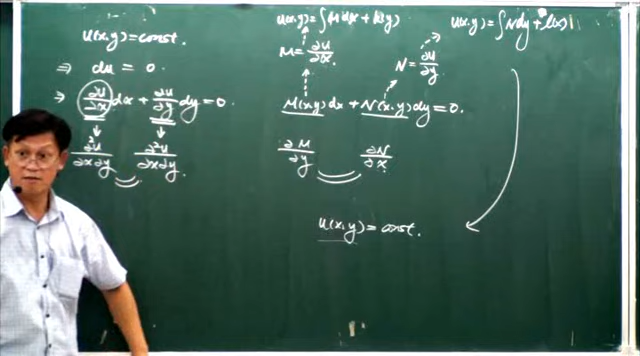 u(x,y)=const.
⇒ du = 0.
⇒ ∂u/∂x dx + ∂u/∂y dy = 0.
∂²u/∂x∂y ∂²u/∂x∂y.
u(x,y)=∫M dx + k(y)
M = ∂u/∂x
u(x,y)=∫N dy + l(x)
N = ∂u/∂y
M(x,y)dx + N(x,y)dy = 0.
∂M/∂y ∂N/∂x.
u(x,y) = const.